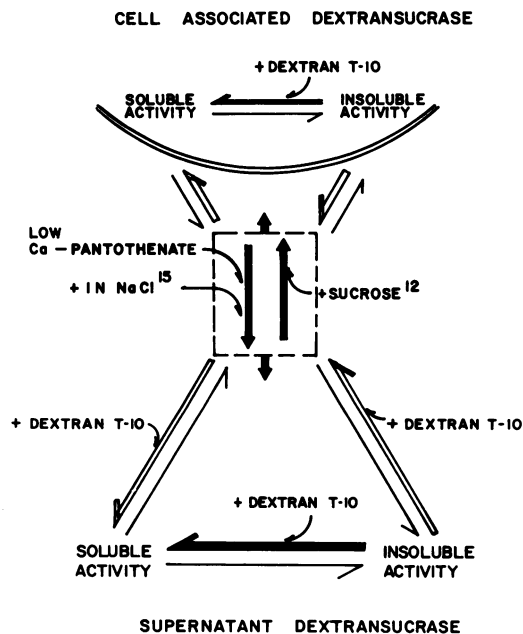 CELL ASSOCIATED DEXTRANSUCRASE
+ DEXTRAN T-10
SOLUBLE ACTIVITY
INSOLUBLE ACTIVITY
LOW
Ca – PANTOTHENATE
+ 1 N NaCl 15
+ SUCROSE 12
+ DEXTRAN T-10
+ DEXTRAN T-10
+ DEXTRAN T-10
SOLUBLE
ACTIVITY
INSOLUBLE
ACTIVITY
SUPERNATANT DEXTRANSUCRASE